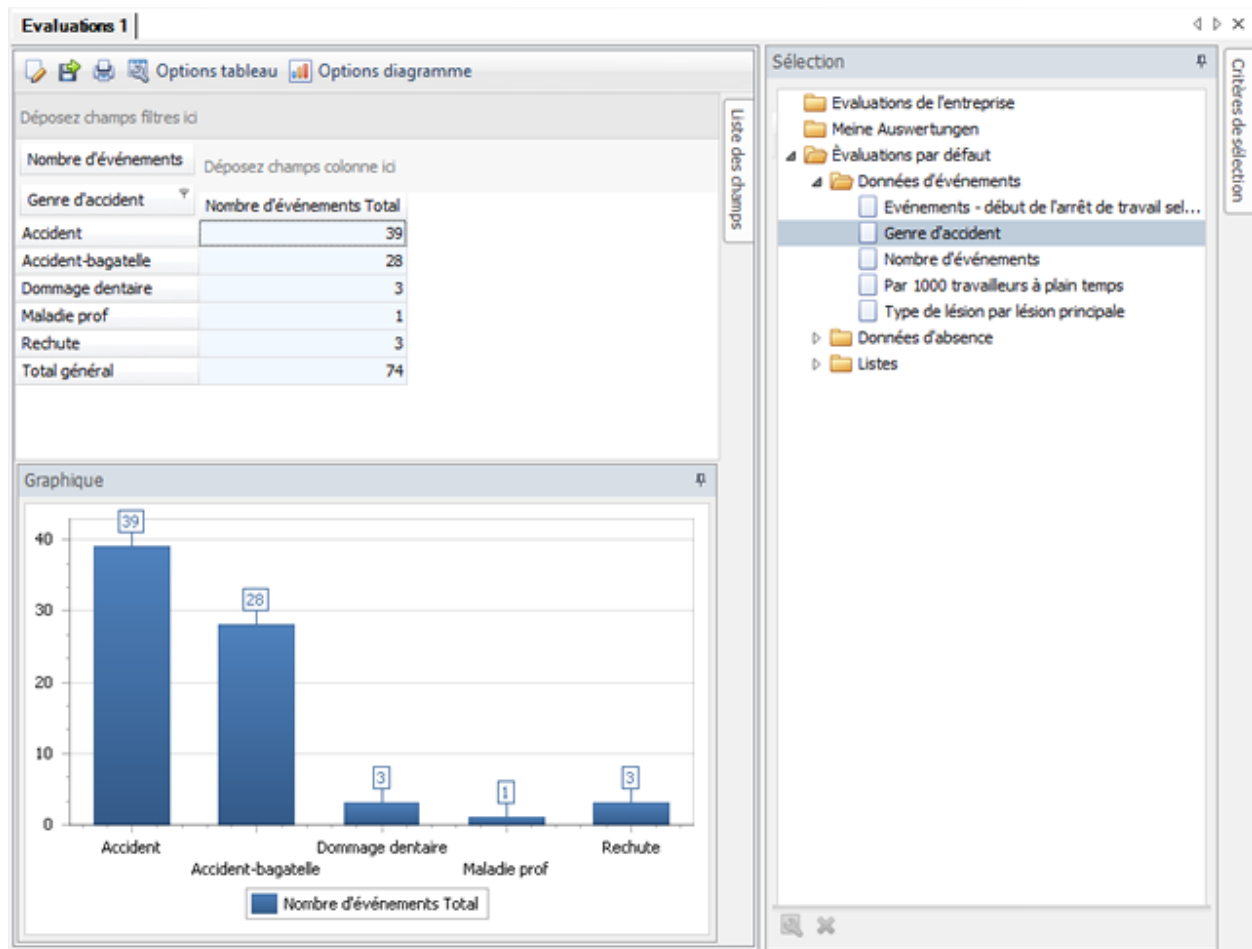 Evaluations 1
Options tableau Options diagramme
Déposez champs filtres ici
Nombre d'événements Déposez champs colonne ici
Genre d'accident Nombre d'événements Total
Accident 39
Accident-bagatelle 28
Dommage dentaire 3
Maladie prof 1
Rechute 3
Total général 74
Liste des champs
Graphique
39
40
28
30
20
10
3
1
3
0
Accident Dommage dentaire Rechute
Accident-bagatelle Maladie prof
Nombre d'événements Total
Sélection
Evaluations de l'entreprise
Meine Auswertungen
Èvaluations par défaut
Données d'événements
Evénements - début de l'arrêt de travail sel...
Genre d'accident
Nombre d'événements
Par 1000 travailleurs à plain temps
Type de lésion par lésion principale
Données d'absence
Listes
Critères de sélection